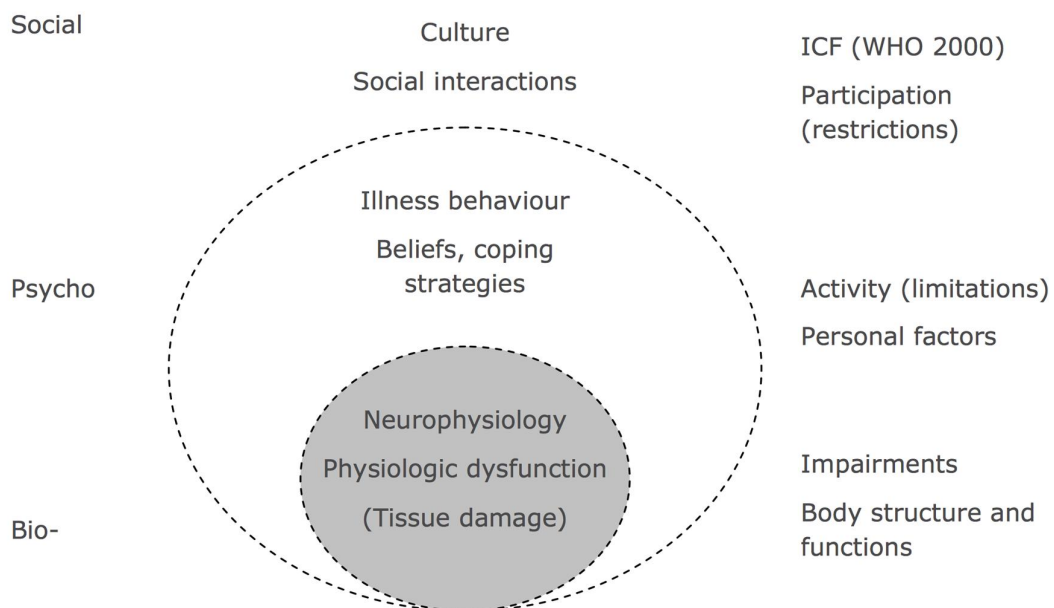 Social
Culture
Social interactions
ICF (WHO 2000)
Participation
(restrictions)
Illness behaviour
Beliefs, coping
strategies
Psycho
Activity (limitations)
Personal factors
Neurophysiology
Physiologic dysfunction
(Tissue damage)
Bio-
Impairments
Body structure and
functions